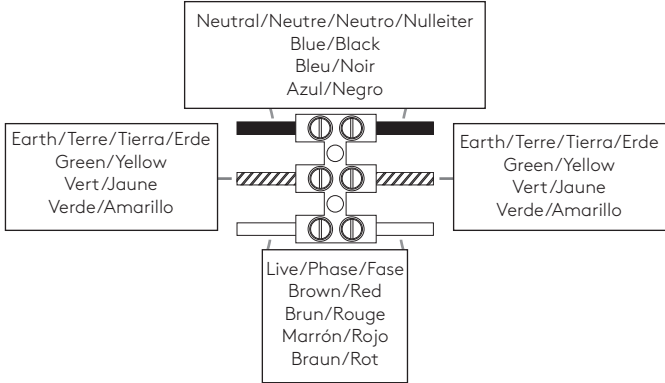 Neutral/Neutre/Neutro/Nulleiter
Blue/Black
Bleu/Noir
Azul/Negro
Earth/Terre/Tierra/Erde
Green/Yellow
Vert/Jaune
Verde/Amarillo
Earth/Terre/Tierra/Erde
Green/Yellow
Vert/Jaune
Verde/Amarillo
Live/Phase/Fase
Brown/Red
Brun/Rouge
Marrón/Rojo
Braun/Rot